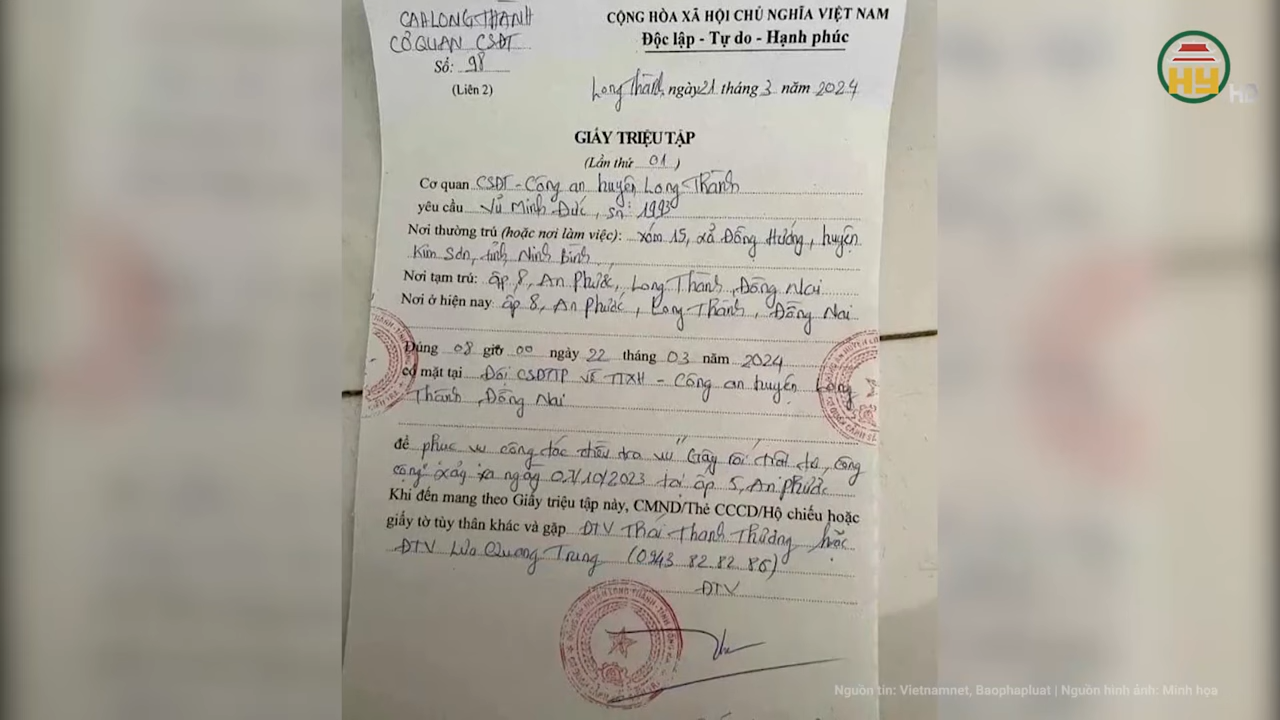 CAH LONG THÀNH
CƠ QUAN CSĐT
Số: 98
(Liên 2)
CỘNG HÒA XÃ HỘI CHỦ NGHĨA VIỆT NAM
Độc lập - Tự do - Hạnh phúc
Long Thành, ngày 21 tháng 3 năm 2024
HY
HD
GIẤY TRIỆU TẬP
(Lần thứ 01)
Cơ quan CSĐT - Công an huyện Long Thành
yêu cầu Vũ Minh Đức, sn: 1993
Nơi thường trú (hoặc nơi làm việc): xóm 15, xã Đồng Hướng, huyện
Kim Sơn, tỉnh Ninh Bình
Nơi tạm trú: ấp 8, An Phước, Long Thành, Đồng Nai
Nơi ở hiện nay ấp 8, An Phước, Long Thành, Đồng Nai
Đúng 08 giờ 00 ngày 22 tháng 03 năm 2024
có mặt tại Đội CSĐTTP về TTXH - Công an huyện Long
Thành, Đồng Nai
để phục vụ công tác điều tra vụ "Gây rối trật tự công
cộng" xảy ra ngày 07/10/2023 tại ấp 5, An Phước
Khi đến mang theo Giấy triệu tập này, CMND/Thẻ CCCD/Hộ chiếu hoặc
giấy tờ tùy thân khác và gặp ĐTV Thái Thanh Thương hoặc
ĐTV Lưu Quang Trung (0943.82.82.86)
ĐTV
Nguồn tin: Vietnamnet, Baophapluat | Nguồn hình ảnh: Minh họa